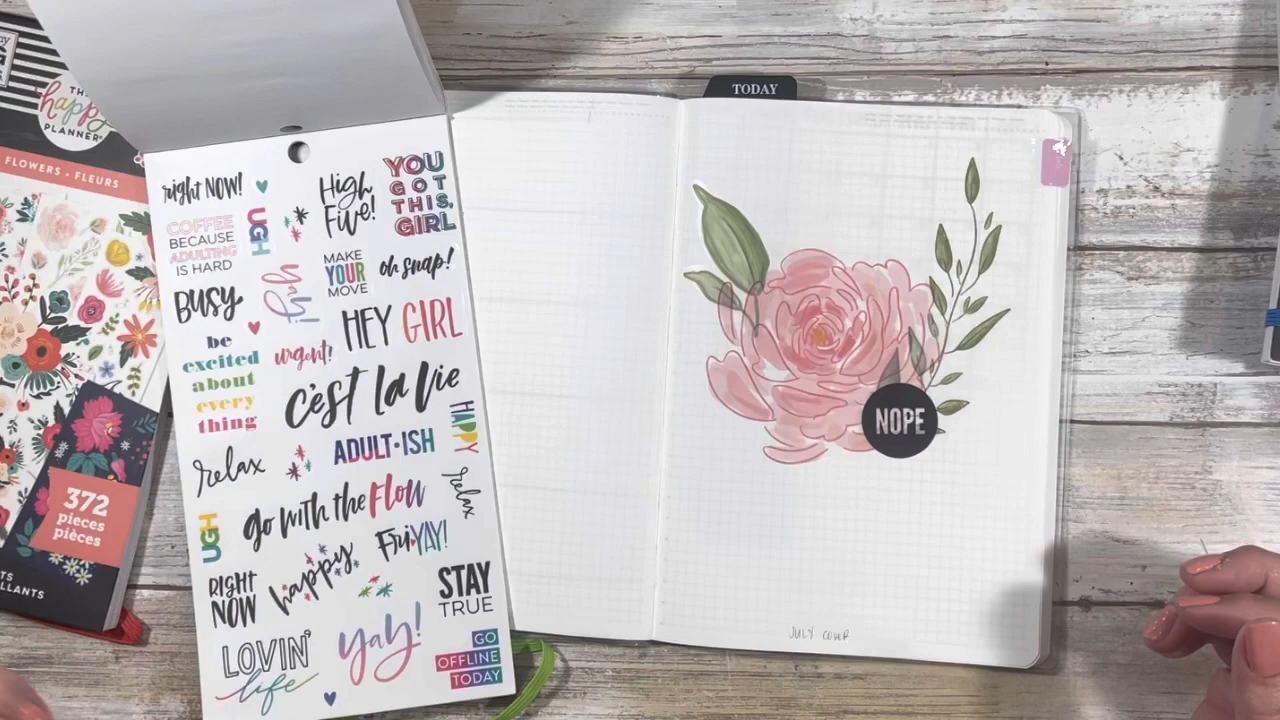 THE
happy
PLANNER®
FLOWERS • FLEURS
372
pieces
pièces
right NOW!
High
Five!
YOU
GOT
THIS,
GIRL
COFFEE
BECAUSE
ADULTING
IS HARD
UGH
yay!
MAKE
YOUR
MOVE
oh snap!
BUSY
HEY GIRL
be
excited
about
every
thing
urgent!
c'est la vie
HAPPY
ADULT•ISH
relax
relax
go with the Flow
UGH
Fri•YAY!
RIGHT
NOW
happy
STAY
TRUE
LOVIN'
life
yay!
GO
OFFLINE
TODAY
TODAY
NOPE
JULY COVER